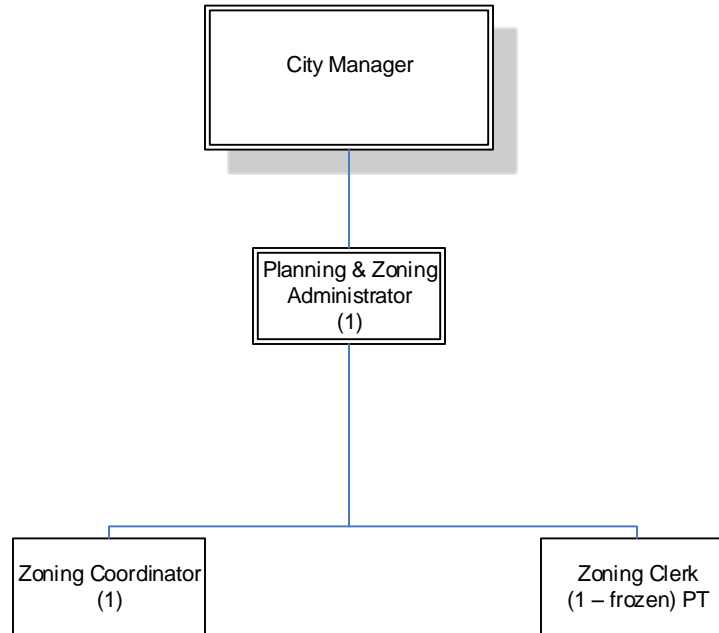 City Manager
Planning & Zoning
Administrator
(1)
Zoning Coordinator
(1)
Zoning Clerk
(1 – frozen) PT